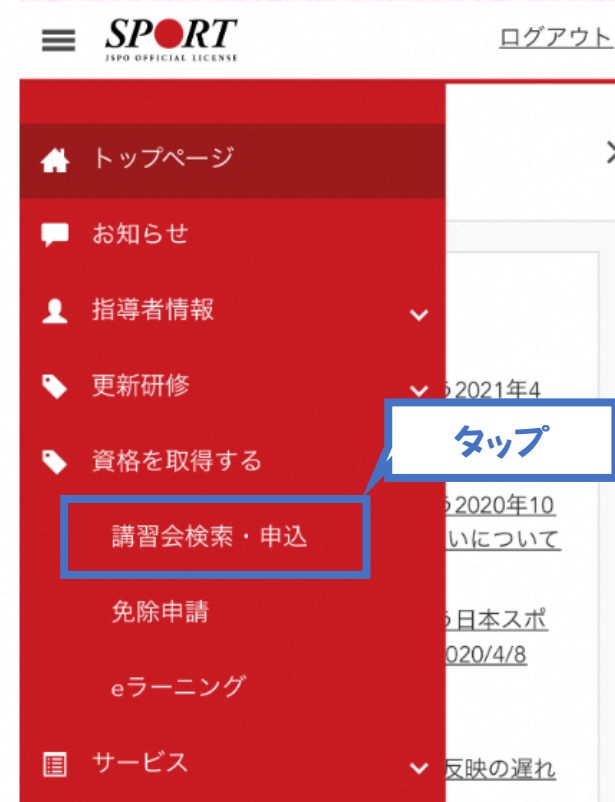 SPORT
JSPO OFFICIAL LICENSE
ログアウト
トップページ
お知らせ
指導者情報
更新研修
2021年4
タップ
資格を取得する
2020年10
講習会検索・申込
いについて
免除申請
日本スポ
020/4/8
eラーニング
サービス
反映の遅れ